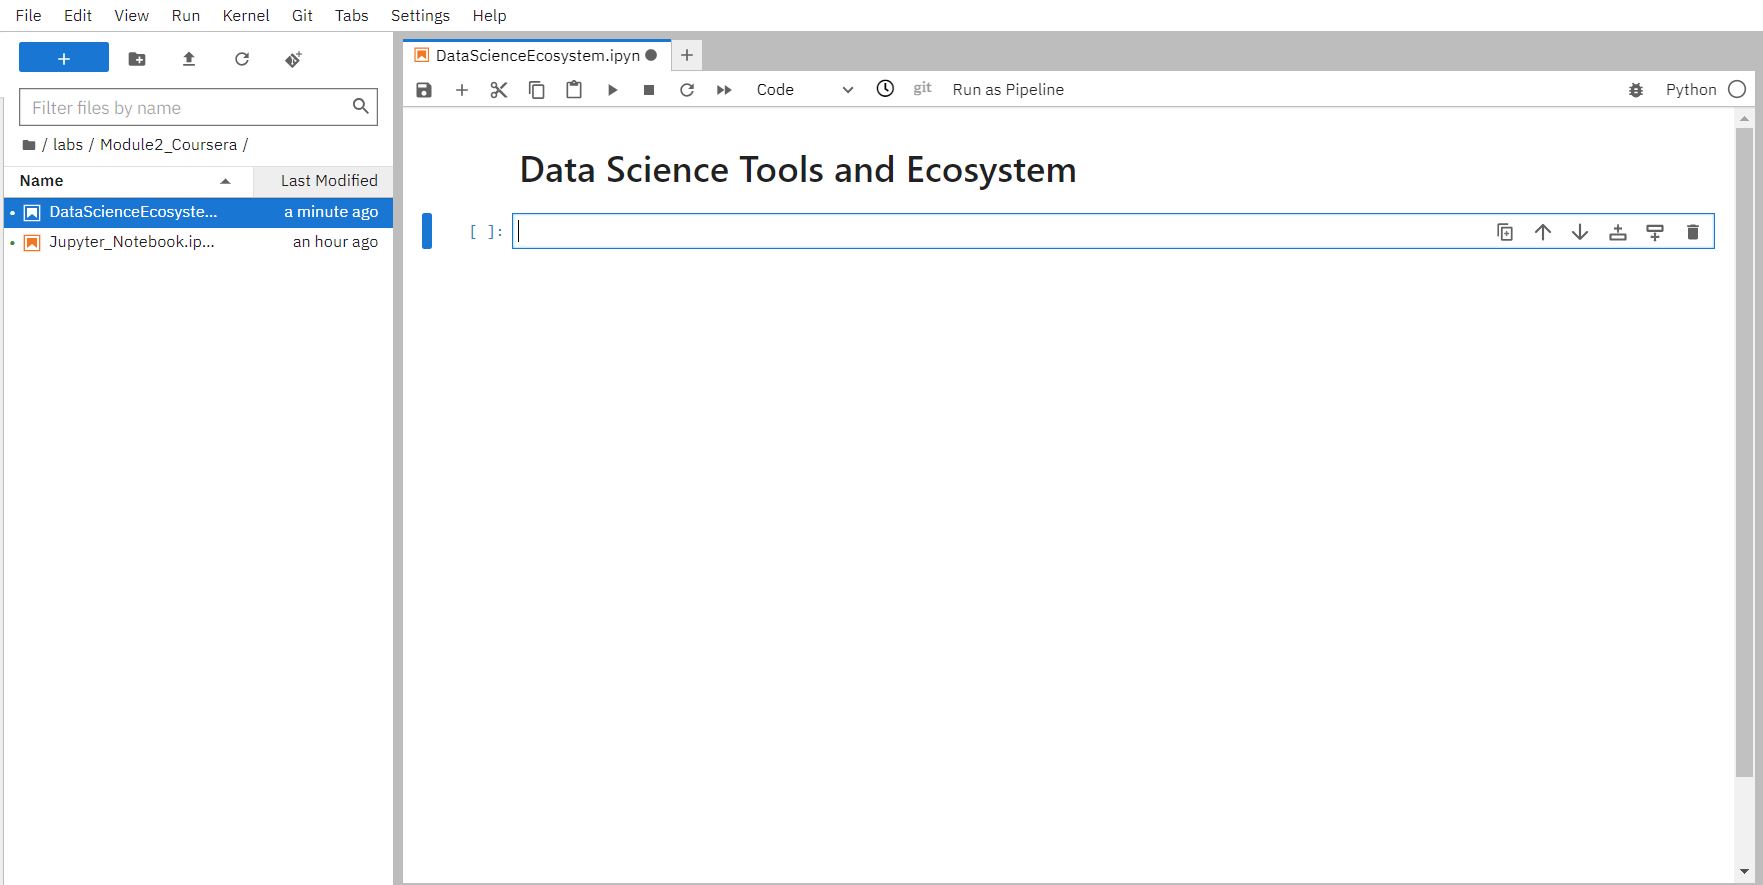 File Edit View Run Kernel Git Tabs Settings Help
+
Filter files by name
/ labs / Module2_Coursera /
Name Last Modified
DataScienceEcosyste... a minute ago
Jupyter_Notebook.ip... an hour ago
DataScienceEcosystem.ipyn
Code git Run as Pipeline Python
Data Science Tools and Ecosystem
[ ]: